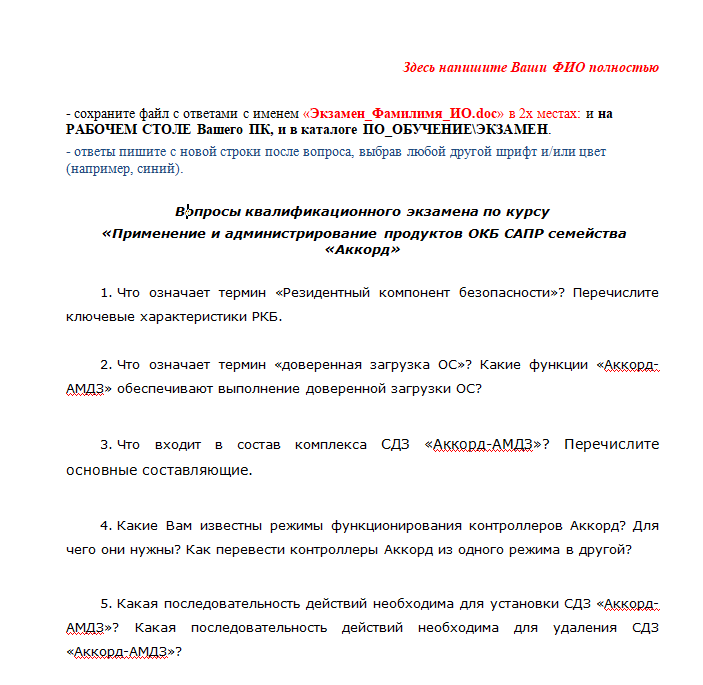 Здесь напишите Ваши ФИО полностью
- сохраните файл с ответами с именем «Экзамен_Фамилимя_ИО.doc» в 2х местах: и на
РАБОЧЕМ СТОЛЕ Вашего ПК, и в каталоге ПО_ОБУЧЕНИЕ\ЭКЗАМЕН.
- ответы пишите с новой строки после вопроса, выбрав любой другой шрифт и/или цвет
(например, синий).
Вопросы квалификационного экзамена по курсу
«Применение и администрирование продуктов ОКБ САПР семейства
«Аккорд»
1. Что означает термин «Резидентный компонент безопасности»? Перечислите
ключевые характеристики РКБ.
2. Что означает термин «доверенная загрузка ОС»? Какие функции «Аккорд-
АМДЗ» обеспечивают выполнение доверенной загрузки ОС?
3. Что входит в состав комплекса СДЗ «Аккорд-АМДЗ»? Перечислите
основные составляющие.
4. Какие Вам известны режимы функционирования контроллеров Аккорд? Для
чего они нужны? Как перевести контроллеры Аккорд из одного режима в другой?
5. Какая последовательность действий необходима для установки СДЗ «Аккорд-
АМДЗ»? Какая последовательность действий необходима для удаления СДЗ
«Аккорд-АМДЗ»?